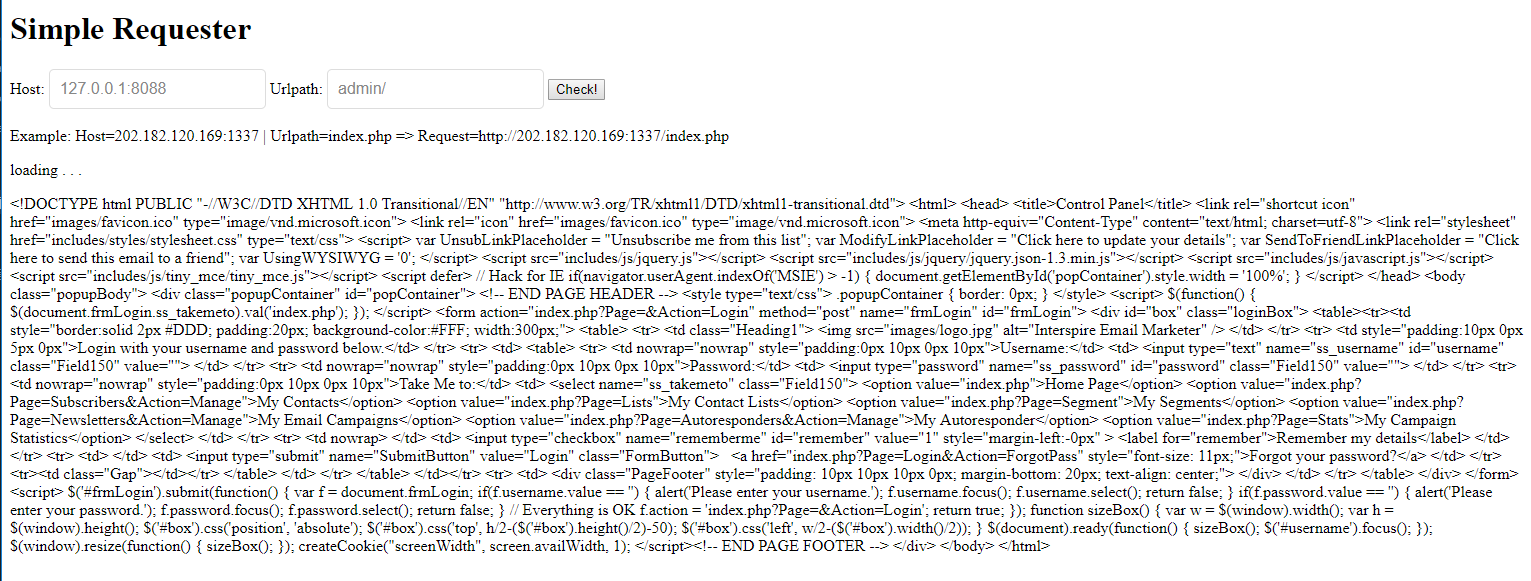 Simple Requester
Host: 127.0.0.1:8088 Urlpath: admin/ Check!
Example: Host=202.182.120.169:1337 | Urlpath=index.php => Request=http://202.182.120.169:1337/index.php
loading . . .
<!DOCTYPE html PUBLIC "-//W3C//DTD XHTML 1.0 Transitional//EN" "http://www.w3.org/TR/xhtml1/DTD/xhtml1-transitional.dtd"> <html> <head> <title>Control Panel</title> <link rel="shortcut icon"
href="images/favicon.ico" type="image/vnd.microsoft.icon"> <link rel="icon" href="images/favicon.ico" type="image/vnd.microsoft.icon"> <meta http-equiv="Content-Type" content="text/html; charset=utf-8"> <link rel="stylesheet"
href="includes/styles/stylesheet.css" type="text/css"> <script> var UnsubLinkPlaceholder = "Unsubscribe me from this list"; var ModifyLinkPlaceholder = "Click here to update your details"; var SendToFriendLinkPlaceholder = "Click
here to send this email to a friend"; var UsingWYSIWYG = '0'; </script> <script src="includes/js/jquery.js"></script> <script src="includes/js/jquery/jquery.json-1.3.min.js"></script> <script src="includes/js/javascript.js"></script>
<script src="includes/js/tiny_mce/tiny_mce.js"></script> <script defer> // Hack for IE if(navigator.userAgent.indexOf('MSIE') > -1) { document.getElementById('popContainer').style.width = '100%'; } </script> </head> <body
class="popupBody"> <div class="popupContainer" id="popContainer"> <!-- END PAGE HEADER --> <style type="text/css"> .popupContainer { border: 0px; } </style> <script> $(function() {
$(document.frmLogin.ss_takemeto).val('index.php'); }); </script> <form action="index.php?Page=&Action=Login" method="post" name="frmLogin" id="frmLogin"> <div id="box" class="loginBox"> <table><tr><td
style="border:solid 2px #DDD; padding:20px; background-color:#FFF; width:300px;"> <table> <tr> <td class="Heading1"> <img src="images/logo.jpg" alt="Interspire Email Marketer" /> </td> </tr> <tr> <td style="padding:10px 0px
5px 0px">Login with your username and password below.</td> </tr> <tr> <td> <table> <tr> <td nowrap="nowrap" style="padding:0px 10px 0px 10px">Username:</td> <td> <input type="text" name="ss_username" id="username"
class="Field150" value=""> </td> </tr> <tr> <td nowrap="nowrap" style="padding:0px 10px 0px 10px">Password:</td> <td> <input type="password" name="ss_password" id="password" class="Field150" value=""> </td> </tr> <tr>
<td nowrap="nowrap" style="padding:0px 10px 0px 10px">Take Me to:</td> <td> <select name="ss_takemeto" class="Field150"> <option value="index.php">Home Page</option> <option value="index.php?
Page=Subscribers&Action=Manage">My Contacts</option> <option value="index.php?Page=Lists">My Contact Lists</option> <option value="index.php?Page=Segment">My Segments</option> <option value="index.php?
Page=Newsletters&Action=Manage">My Email Campaigns</option> <option value="index.php?Page=Autoresponders&Action=Manage">My Autoresponder</option> <option value="index.php?Page=Stats">My Campaign
Statistics</option> </select> </td> </tr> <tr> <td nowrap> </td> <td> <input type="checkbox" name="rememberme" id="remember" value="1" style="margin-left:-0px" > <label for="remember">Remember my details</label> </td>
</tr> <tr> <td> </td> <td> <input type="submit" name="SubmitButton" value="Login" class="FormButton">   <a href="index.php?Page=Login&Action=ForgotPass" style="font-size: 11px;">Forgot your password?</a> </td> </tr>
<tr><td class="Gap"></td></tr> </table> </td> </tr> </table> </td></tr> <tr> <td> <div class="PageFooter" style="padding: 10px 10px 10px 0px; margin-bottom: 20px; text-align: center;"> </div> </td> </tr> </table> </div> </form>
<script> $('#frmLogin').submit(function() { var f = document.frmLogin; if(f.username.value == '') { alert('Please enter your username.'); f.username.focus(); f.username.select(); return false; } if(f.password.value == '') { alert('Please
enter your password.'); f.password.focus(); f.password.select(); return false; } // Everything is OK f.action = 'index.php?Page=&Action=Login'; return true; }); function sizeBox() { var w = $(window).width(); var h =
$(window).height(); $('#box').css('position', 'absolute'); $('#box').css('top', h/2-($('#box').height()/2)-50); $('#box').css('left', w/2-($('#box').width()/2)); } $(document).ready(function() { sizeBox(); $('#username').focus(); });
$(window).resize(function() { sizeBox(); }); createCookie("screenWidth", screen.availWidth, 1); </script><!-- END PAGE FOOTER --> </div> </body> </html>